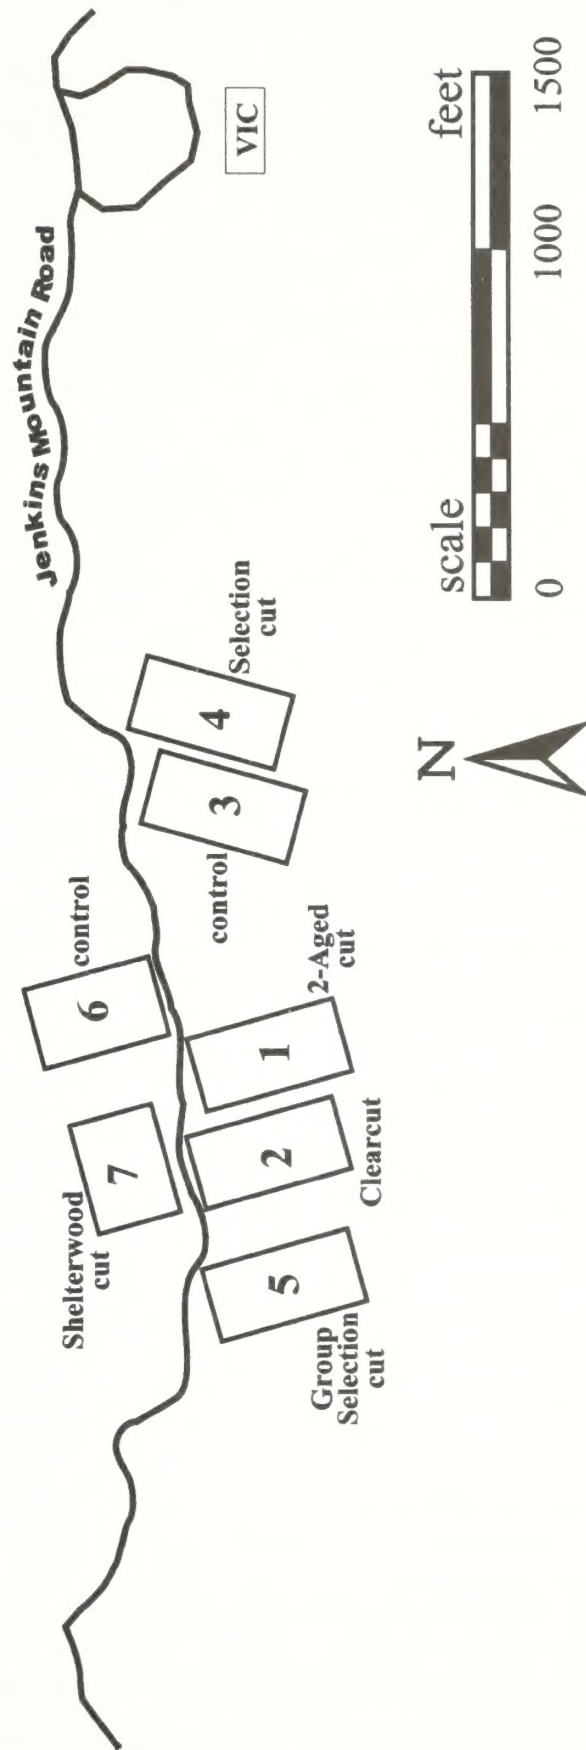 Jenkins Mountain Road
VIC
Shelterwood
cut
7
6
control
5
Group
Selection
cut
2
Clearcut
1
2-Aged
cut
3
control
4
Selection
cut
N
scale
feet
0
1000
1500